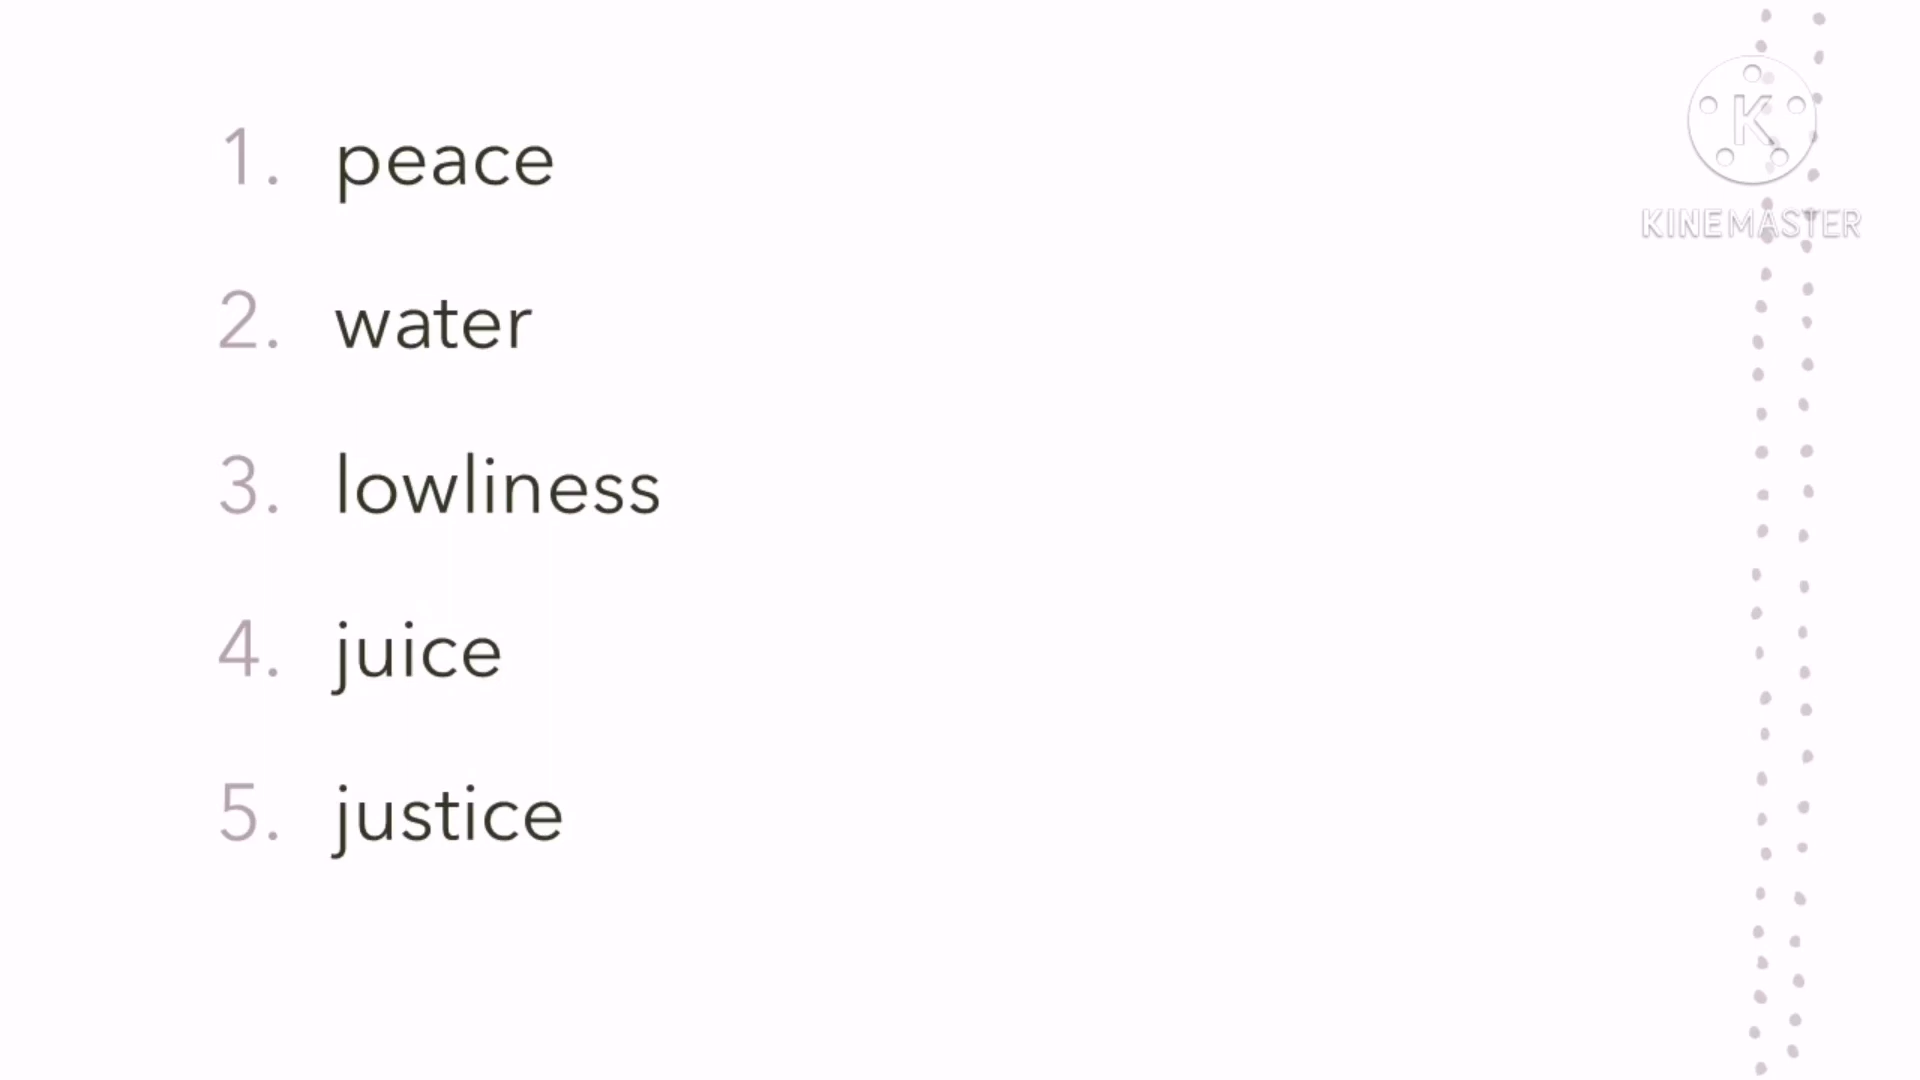 1. peace
2. water
3. lowliness
4. juice
5. justice
K
KINEMASTER